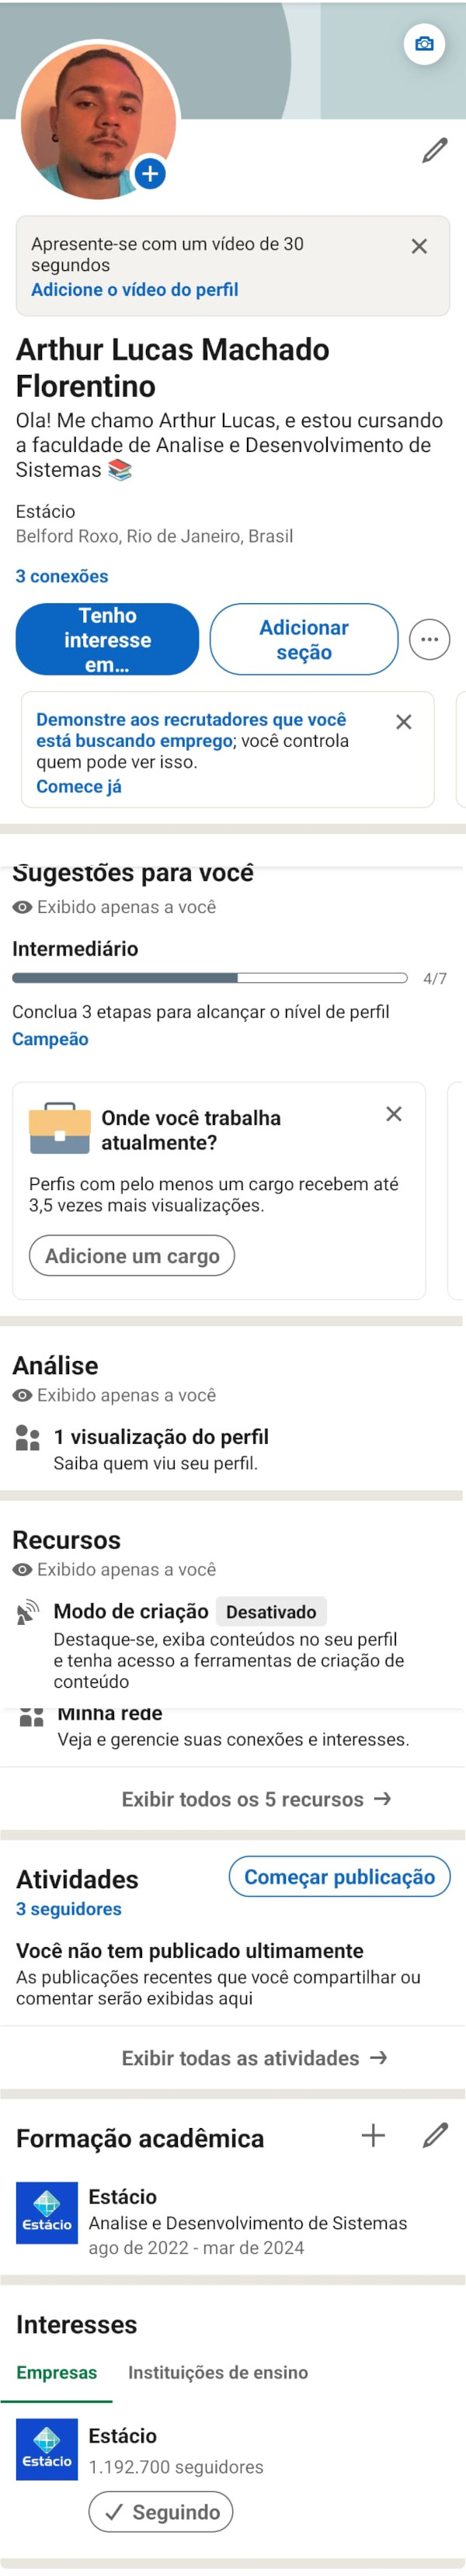 Apresente-se com um vídeo de 30
segundos
Adicione o vídeo do perfil
Arthur Lucas Machado
Florentino
Ola! Me chamo Arthur Lucas, e estou cursando
a faculdade de Analise e Desenvolvimento de
Sistemas 📚
Estácio
Belford Roxo, Rio de Janeiro, Brasil
3 conexões
Tenho
interesse
em...
Adicionar
seção
Demonstre aos recrutadores que você
está buscando emprego; você controla
quem pode ver isso.
Comece já
Sugestões para você
Exibido apenas a você
Intermediário
4/7
Conclua 3 etapas para alcançar o nível de perfil
Campeão
Onde você trabalha
atualmente?
Perfis com pelo menos um cargo recebem até
3,5 vezes mais visualizações.
Adicione um cargo
Análise
Exibido apenas a você
1 visualização do perfil
Saiba quem viu seu perfil.
Recursos
Exibido apenas a você
Modo de criação Desativado
Destaque-se, exiba conteúdos no seu perfil
e tenha acesso a ferramentas de criação de
conteúdo
Minha rede
Veja e gerencie suas conexões e interesses.
Exibir todos os 5 recursos →
Atividades
Começar publicação
3 seguidores
Você não tem publicado ultimamente
As publicações recentes que você compartilhar ou
comentar serão exibidas aqui
Exibir todas as atividades →
Formação acadêmica
Estácio
Estácio
Analise e Desenvolvimento de Sistemas
ago de 2022 - mar de 2024
Interesses
Empresas Instituições de ensino
Estácio
Estácio
1.192.700 seguidores
✓ Seguindo